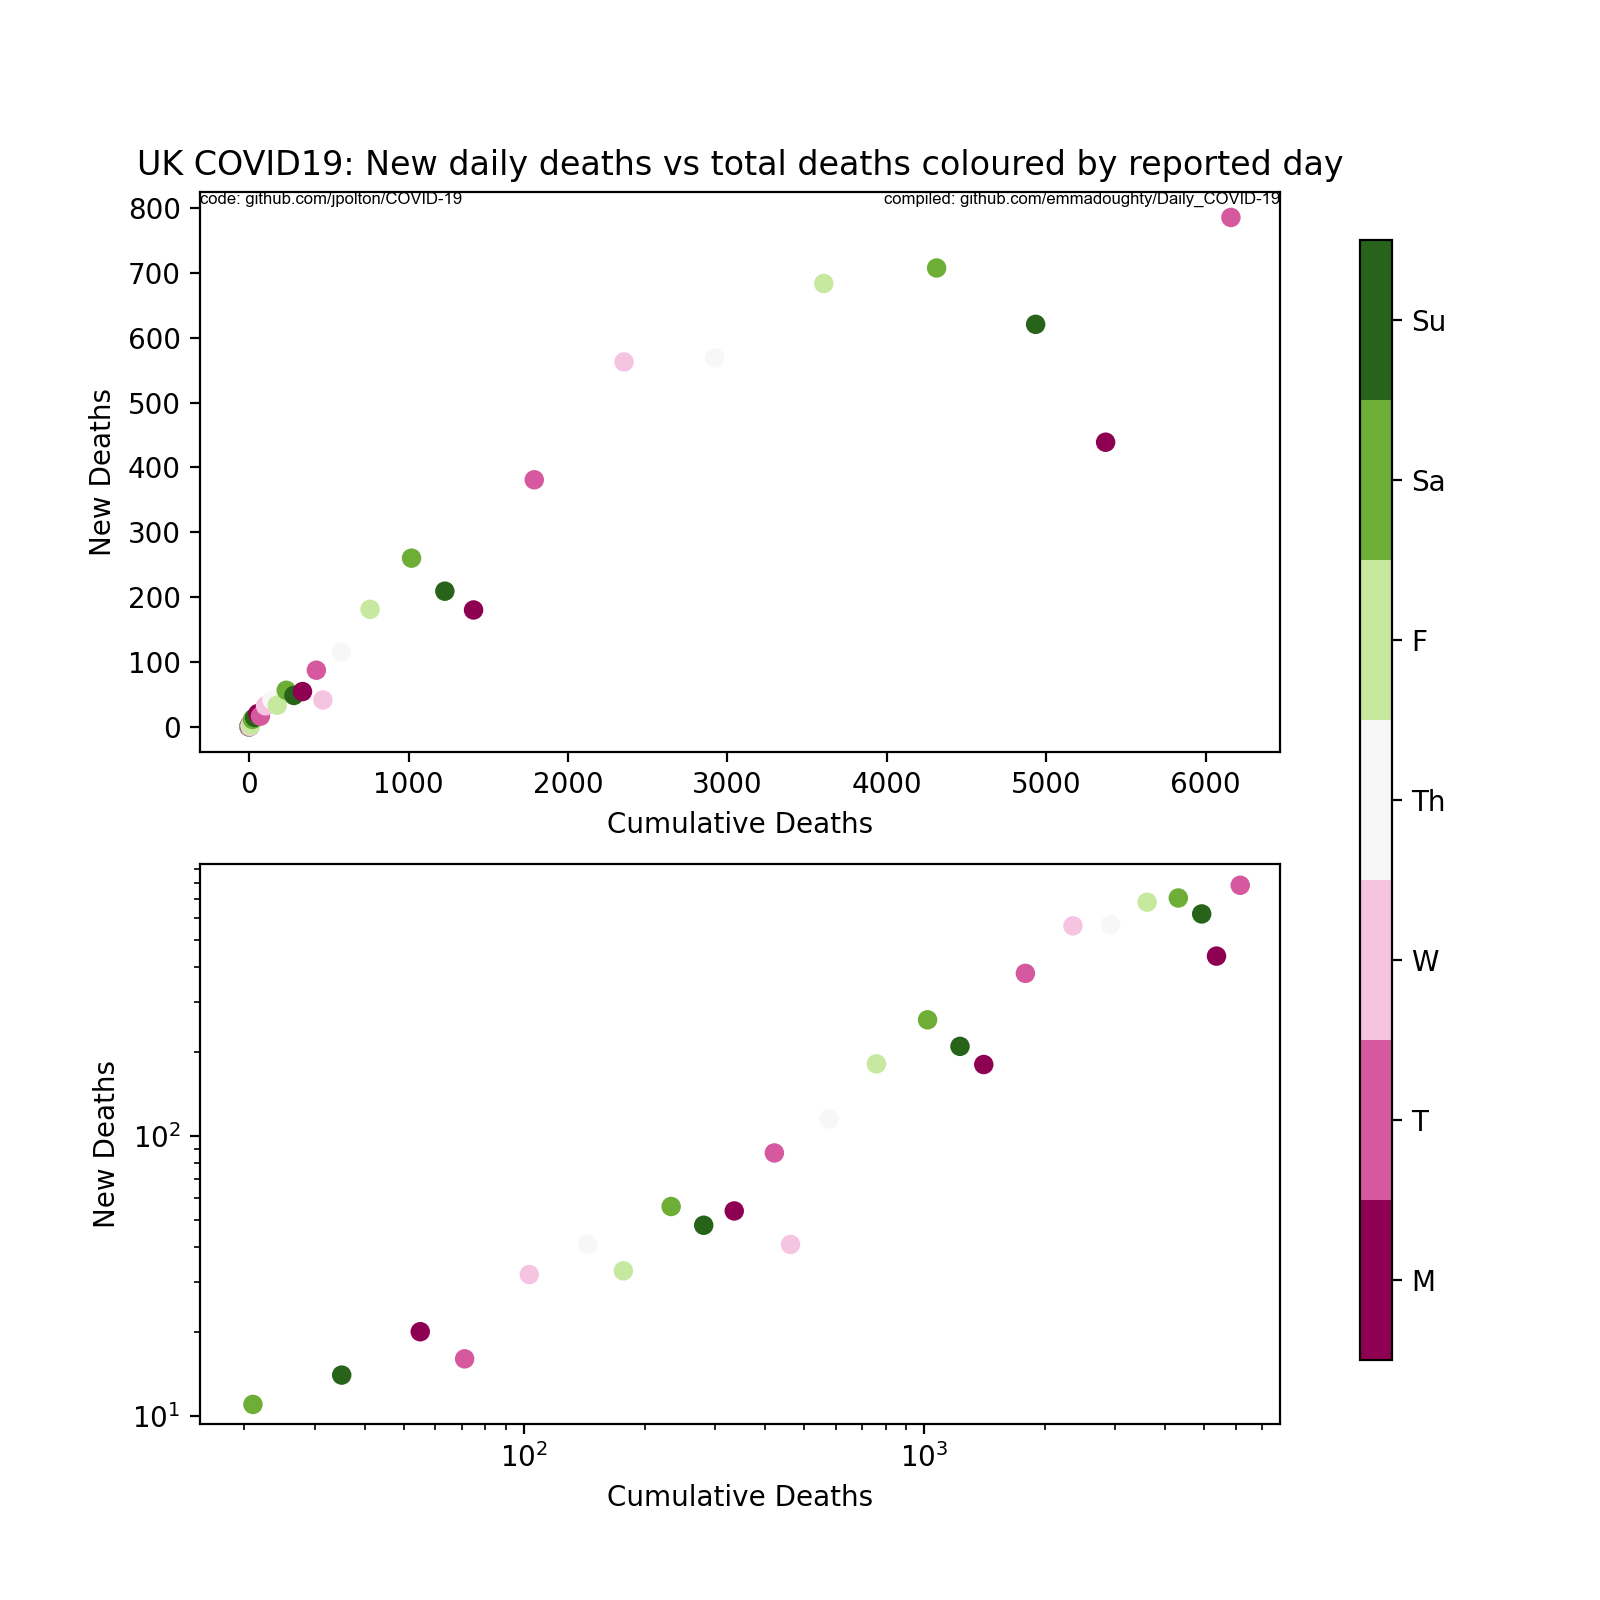 UK COVID19: New daily deaths vs total deaths coloured by reported day
code: github.com/jpolton/COVID-19
compiled: github.com/emmadoughty/Daily_COVID-19
800
700
600
500
400
300
200
100
0
New Deaths
0 1000 2000 3000 4000 5000 6000
Cumulative Deaths
10²
10¹
New Deaths
10² 10³
Cumulative Deaths
Su
Sa
F
Th
W
T
M